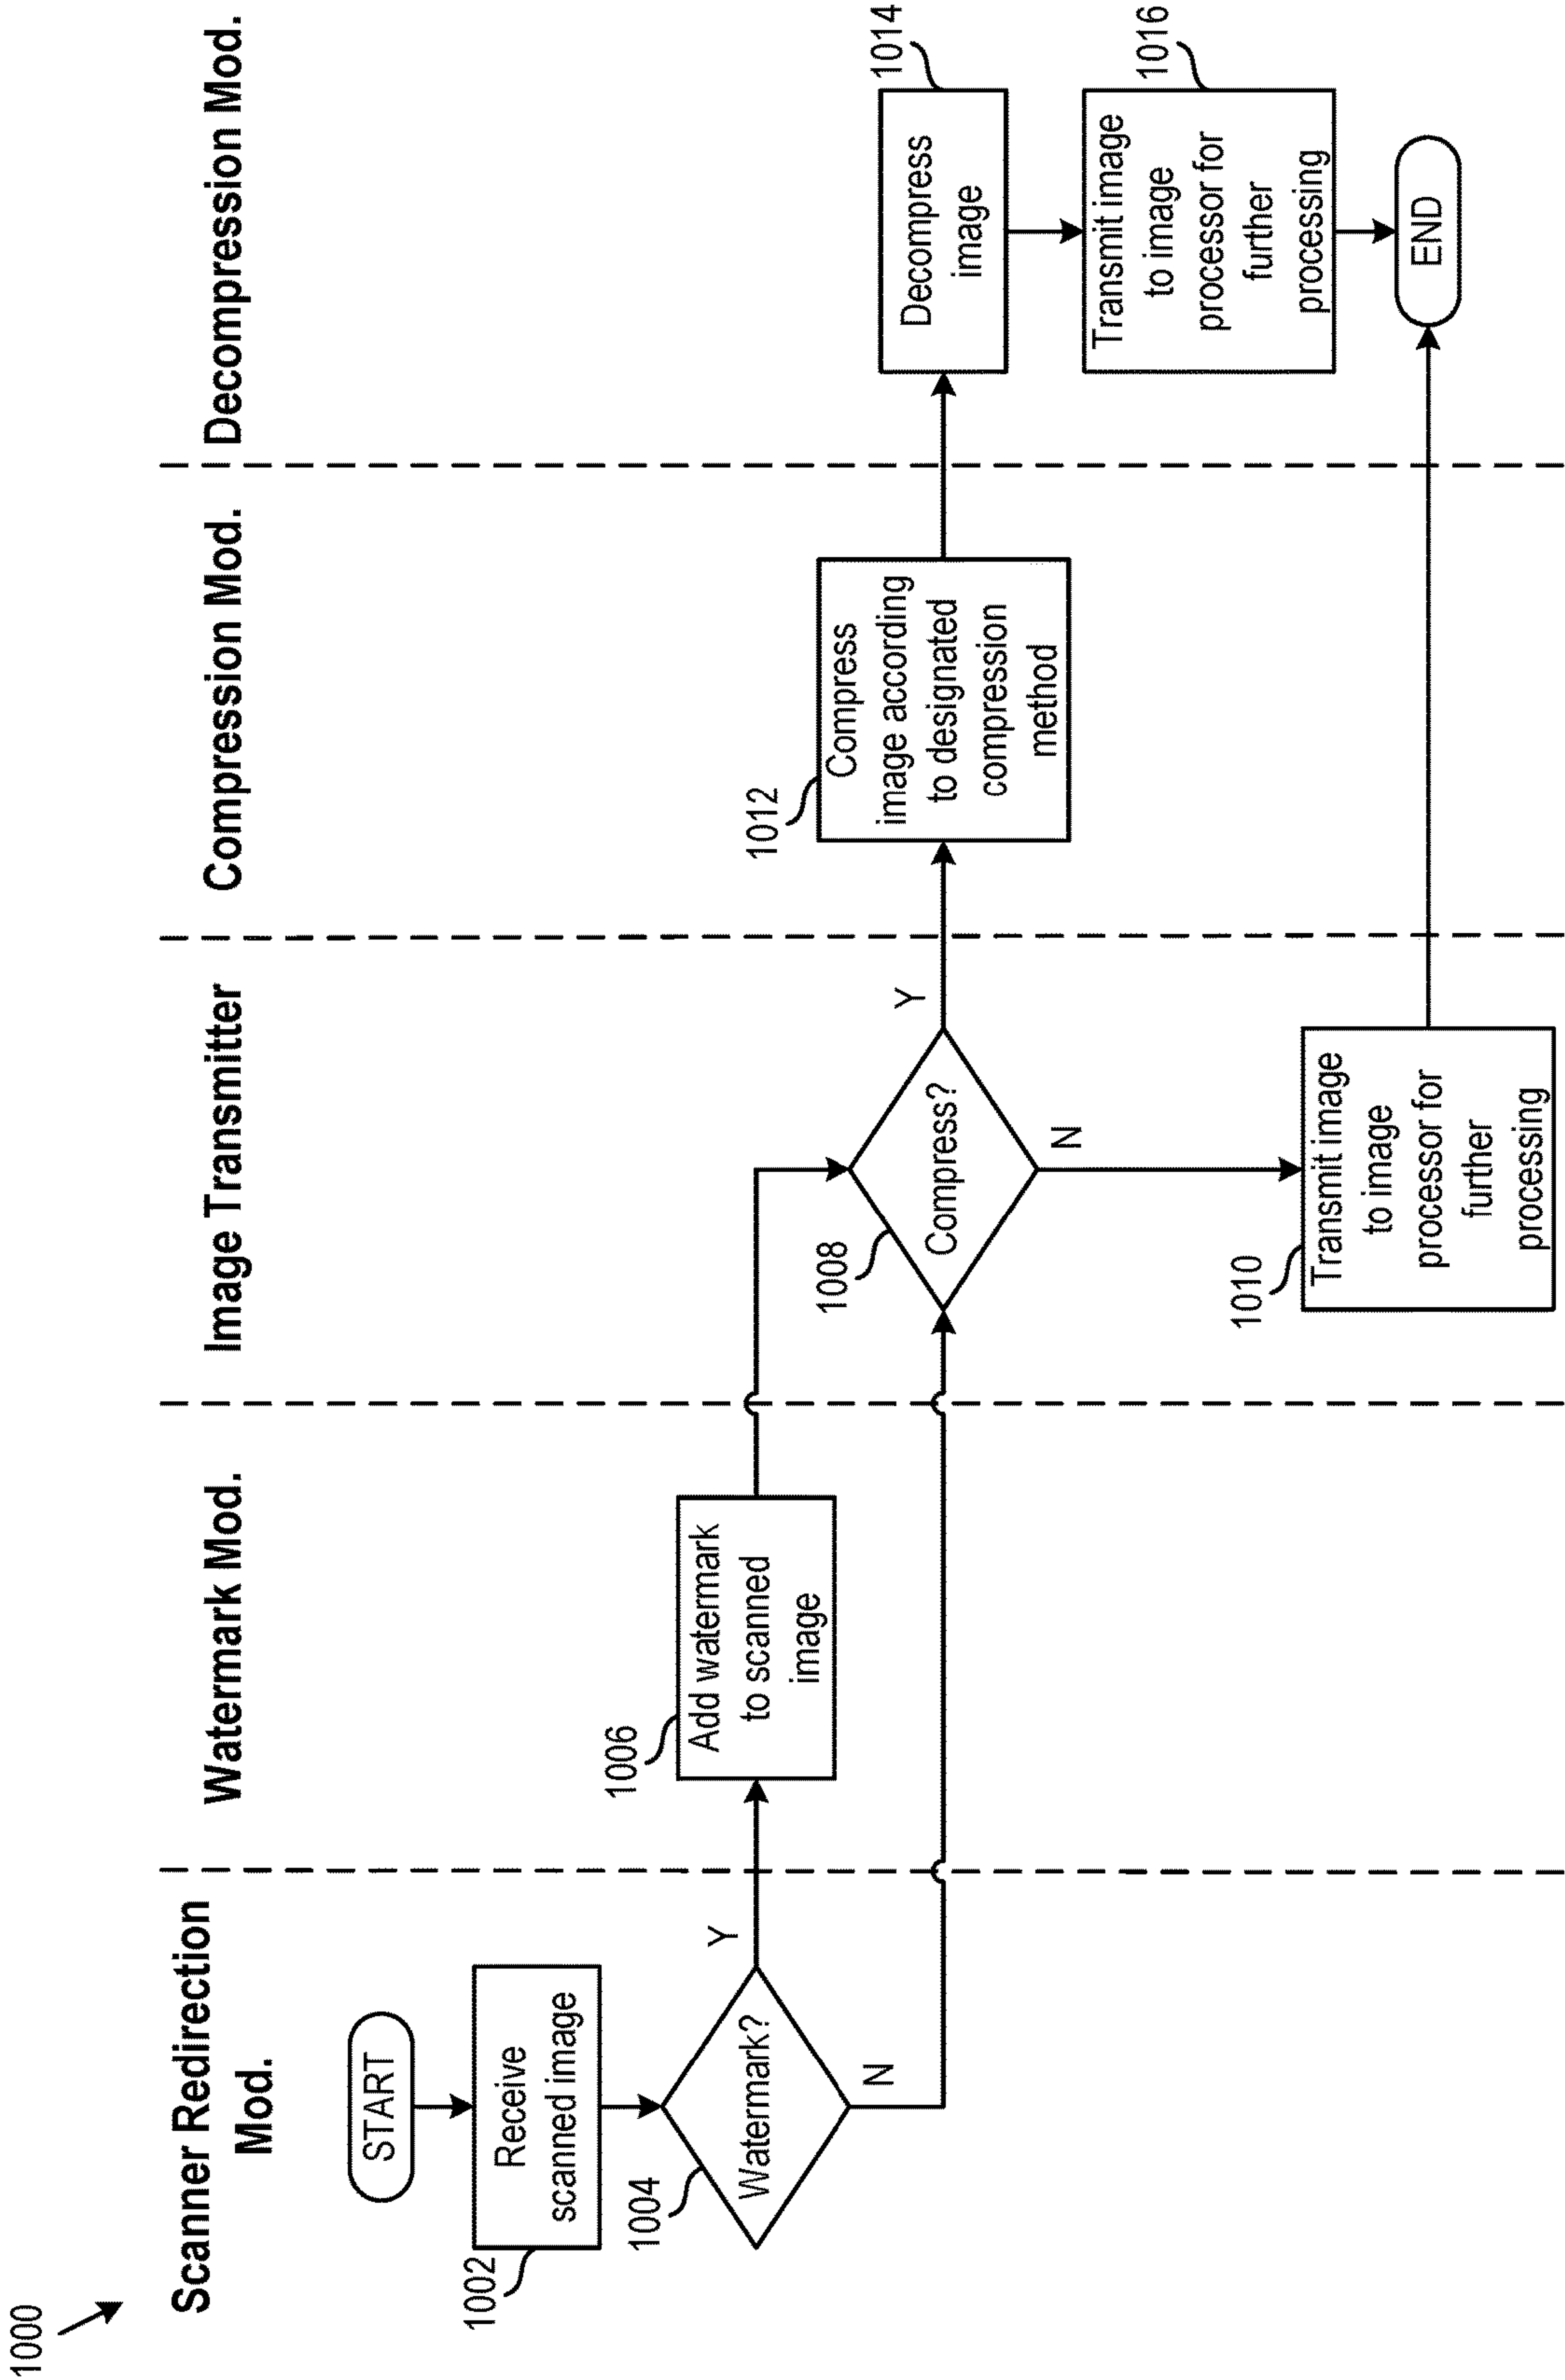 1000
Scanner Redirection
Mod.
Watermark Mod.
Image Transmitter
Compression Mod.
Decompression Mod.
START
Receive
scanned image
1002
Watermark?
1004
Y
N
1006
Add watermark
to scanned
image
1008
Compress?
Y
N
1010
Transmit image
to image
processor for
further
processing
1012
Compress
image according
to designated
compression
method
Decompress
image
1014
Transmit image
to image
processor for
further
processing
1016
END